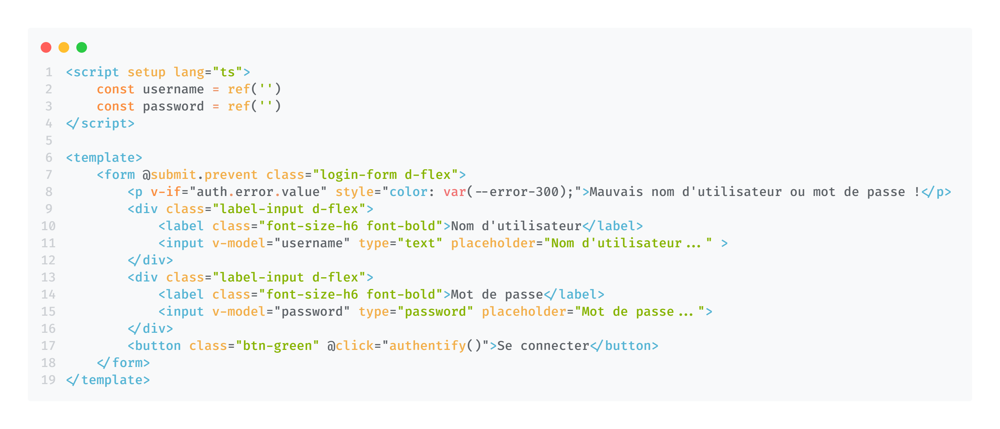 1 <script setup lang="ts">
2     const username = ref('')
3     const password = ref('')
4 </script>
5
6 <template>
7     <form @submit.prevent class="login-form d-flex">
8         <p v-if="auth.error.value" style="color: var(--error-300);">Mauvais nom d'utilisateur ou mot de passe !</p>
9         <div class="label-input d-flex">
10             <label class="font-size-h6 font-bold">Nom d'utilisateur</label>
11             <input v-model="username" type="text" placeholder="Nom d'utilisateur..." >
12         </div>
13         <div class="label-input d-flex">
14             <label class="font-size-h6 font-bold">Mot de passe</label>
15             <input v-model="password" type="password" placeholder="Mot de passe...">
16         </div>
17         <button class="btn-green" @click="authentify()">Se connecter</button>
18     </form>
19 </template>